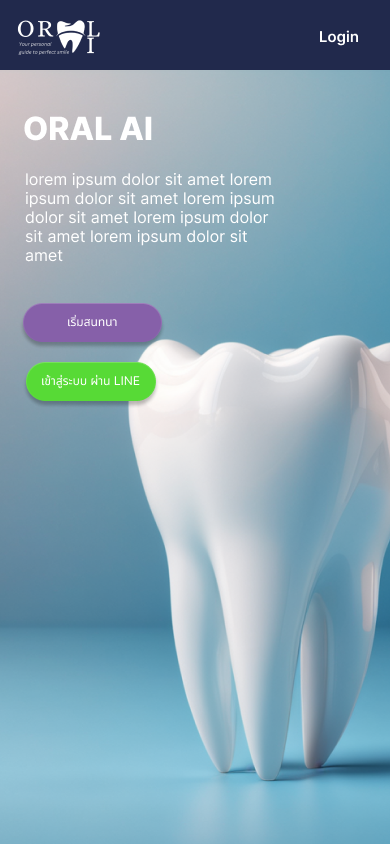 ORAL
I
Your personal
guide to perfect smile
Login
ORAL AI
lorem ipsum dolor sit amet lorem
ipsum dolor sit amet lorem ipsum
dolor sit amet lorem ipsum dolor
sit amet lorem ipsum dolor sit
amet
เริ่มสนทนา
เข้าสู่ระบบ ผ่าน LINE